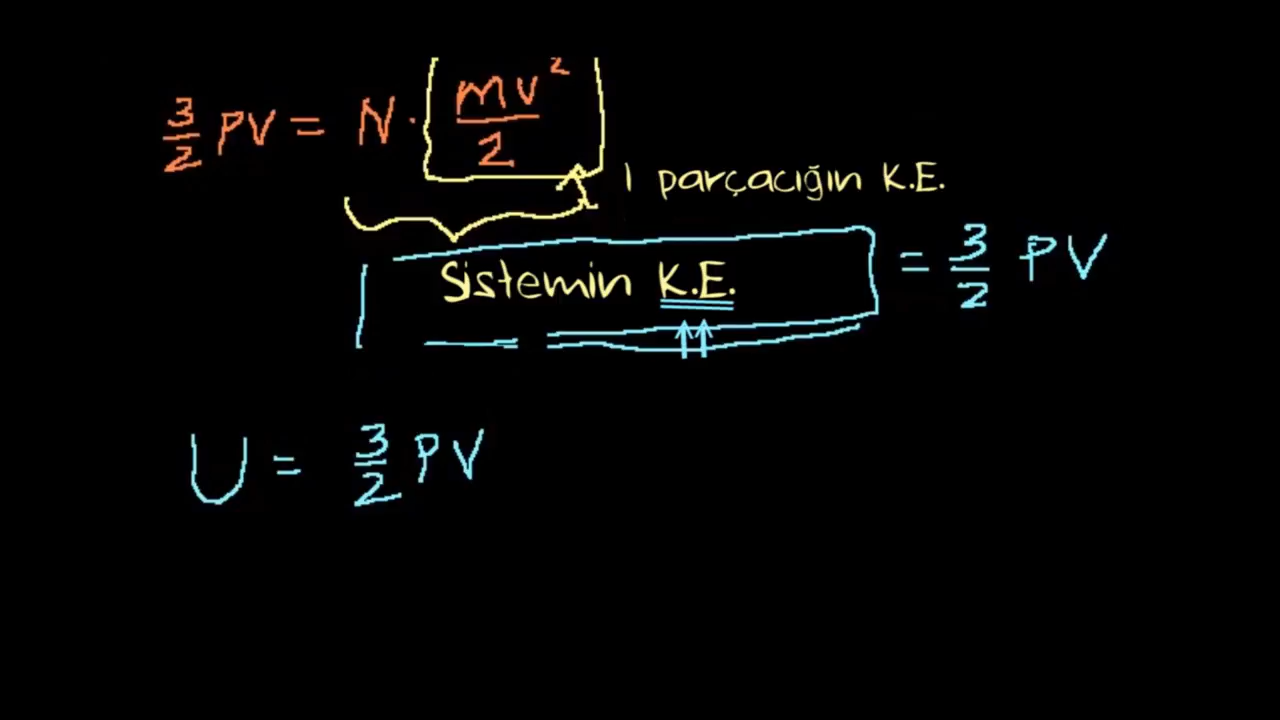 3/2 PV = N · mv²/2
1 parçacığın K.E.
Sistemin K.E. = 3/2 PV
U = 3/2 PV